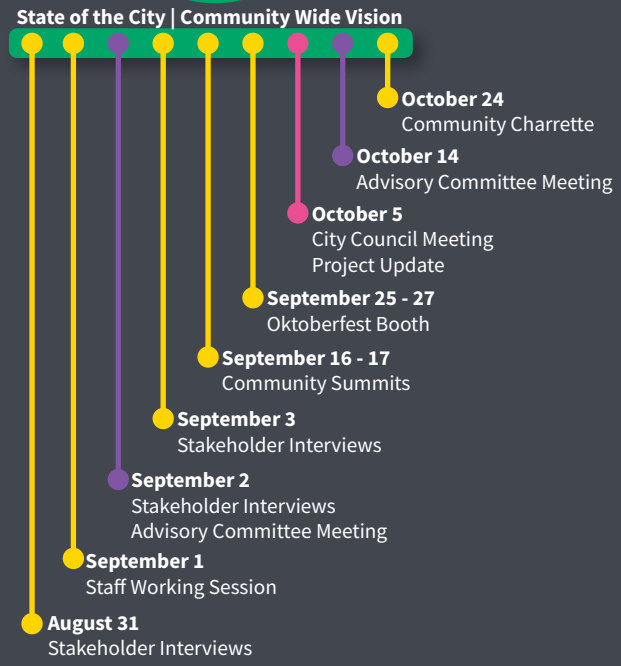 State of the City | Community Wide Vision
October 24
Community Charrette
October 14
Advisory Committee Meeting
October 5
City Council Meeting
Project Update
September 25 - 27
Oktoberfest Booth
September 16 - 17
Community Summits
September 3
Stakeholder Interviews
September 2
Stakeholder Interviews
Advisory Committee Meeting
September 1
Staff Working Session
August 31
Stakeholder Interviews